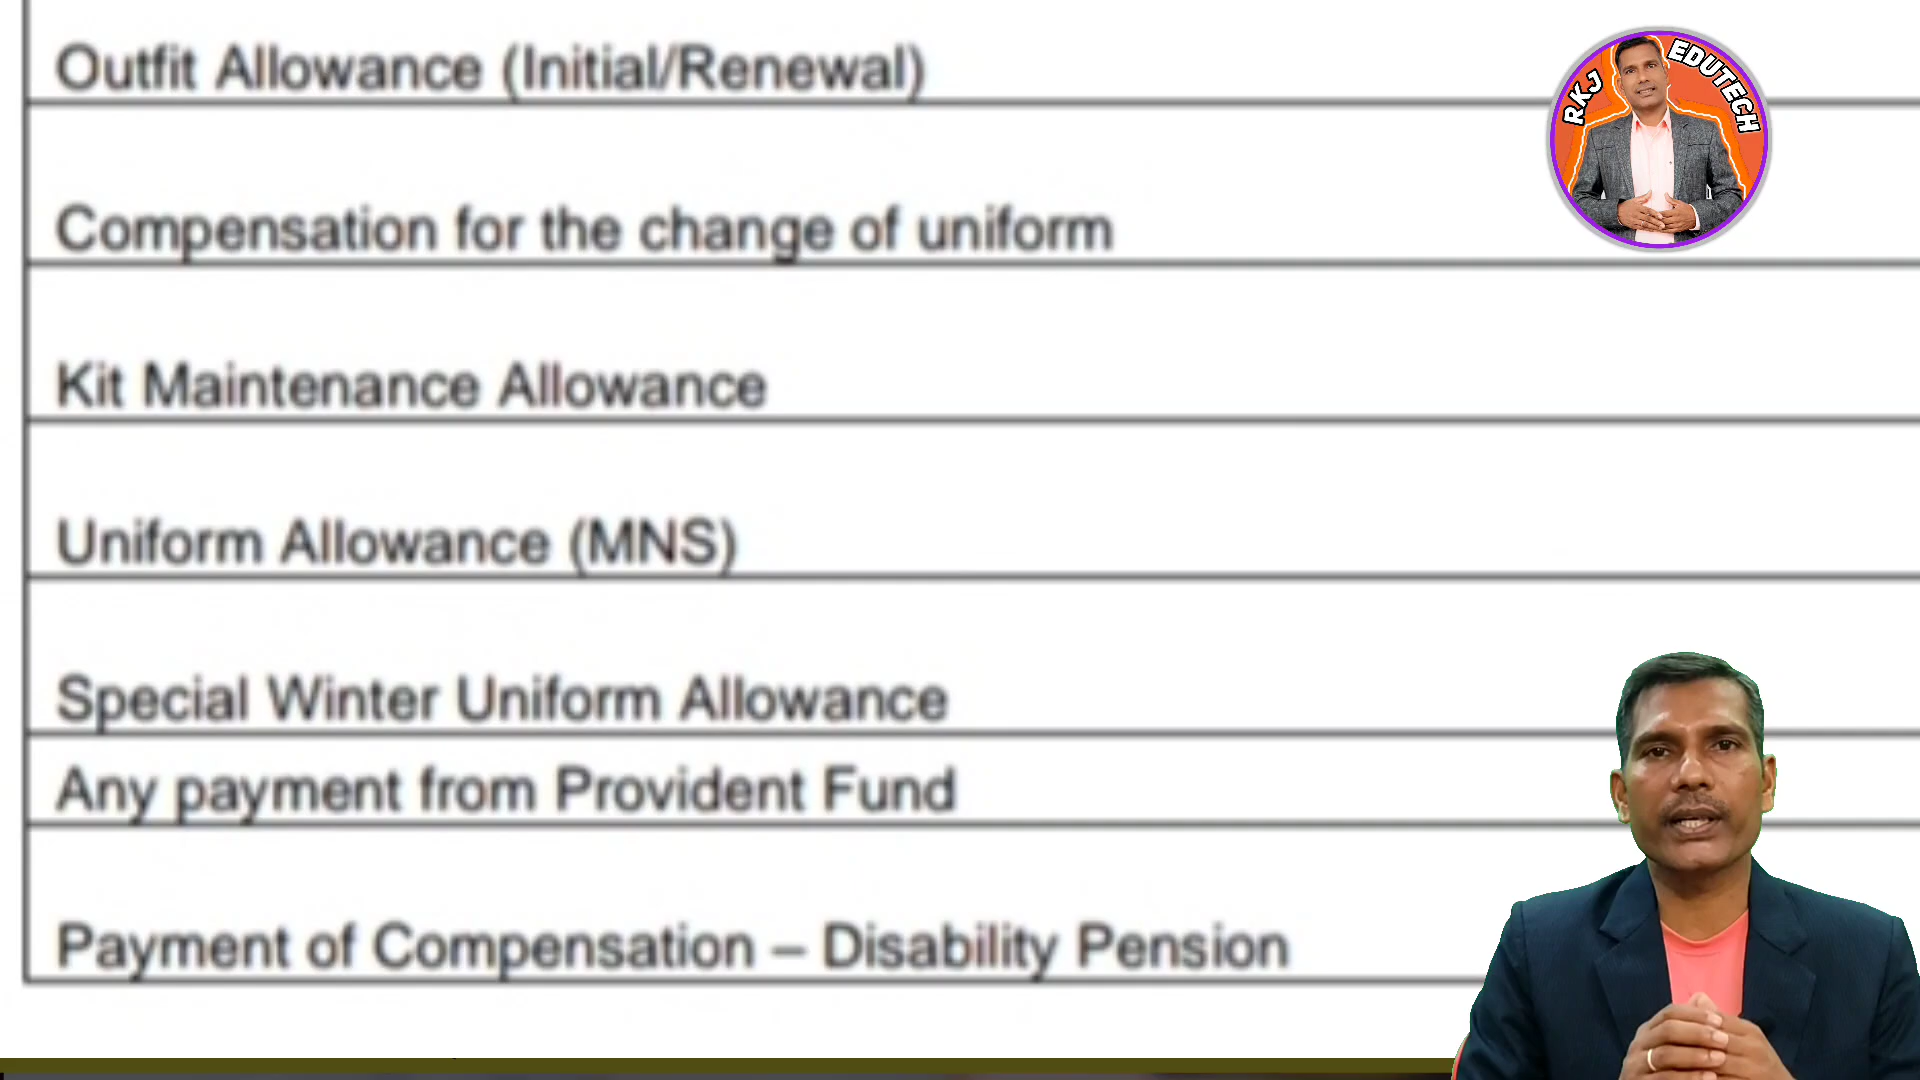 Outfit Allowance (Initial/Renewal)
RKJ EDUTECH
Compensation for the change of uniform
Kit Maintenance Allowance
Uniform Allowance (MNS)
Special Winter Uniform Allowance
Any payment from Provident Fund
Payment of Compensation – Disability Pension